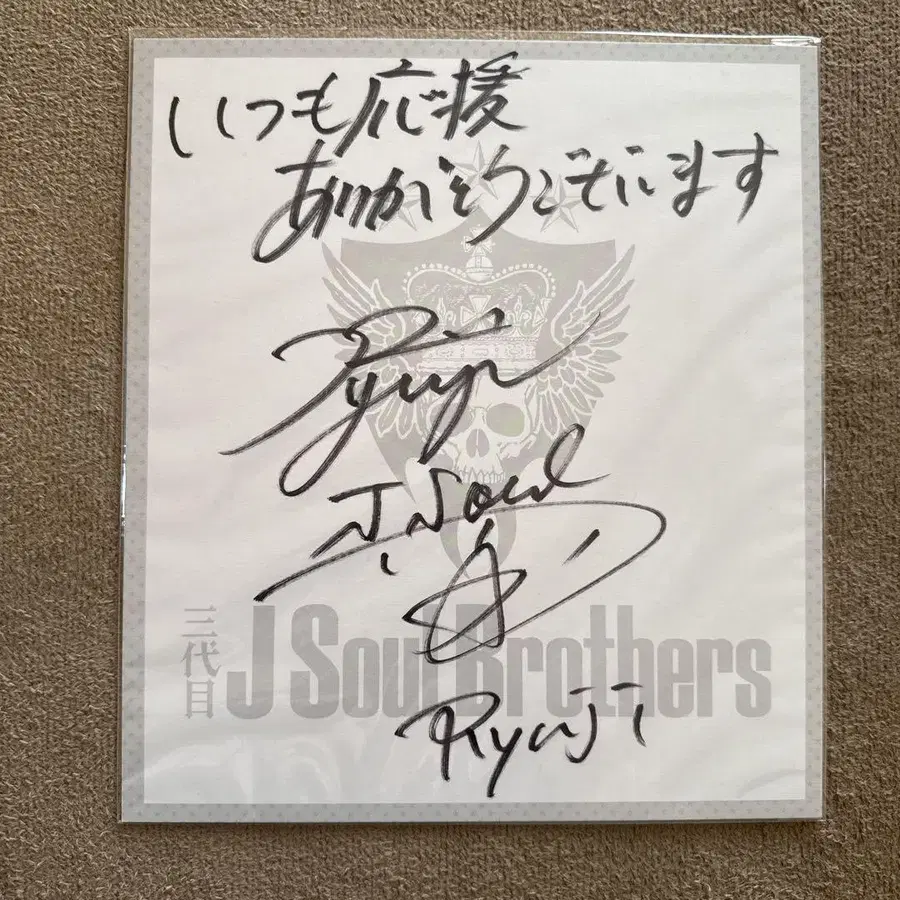 いつも応援
ありがとうございます
Ryuji
J.Soul
三代目
J Soul Brothers
Ryuji